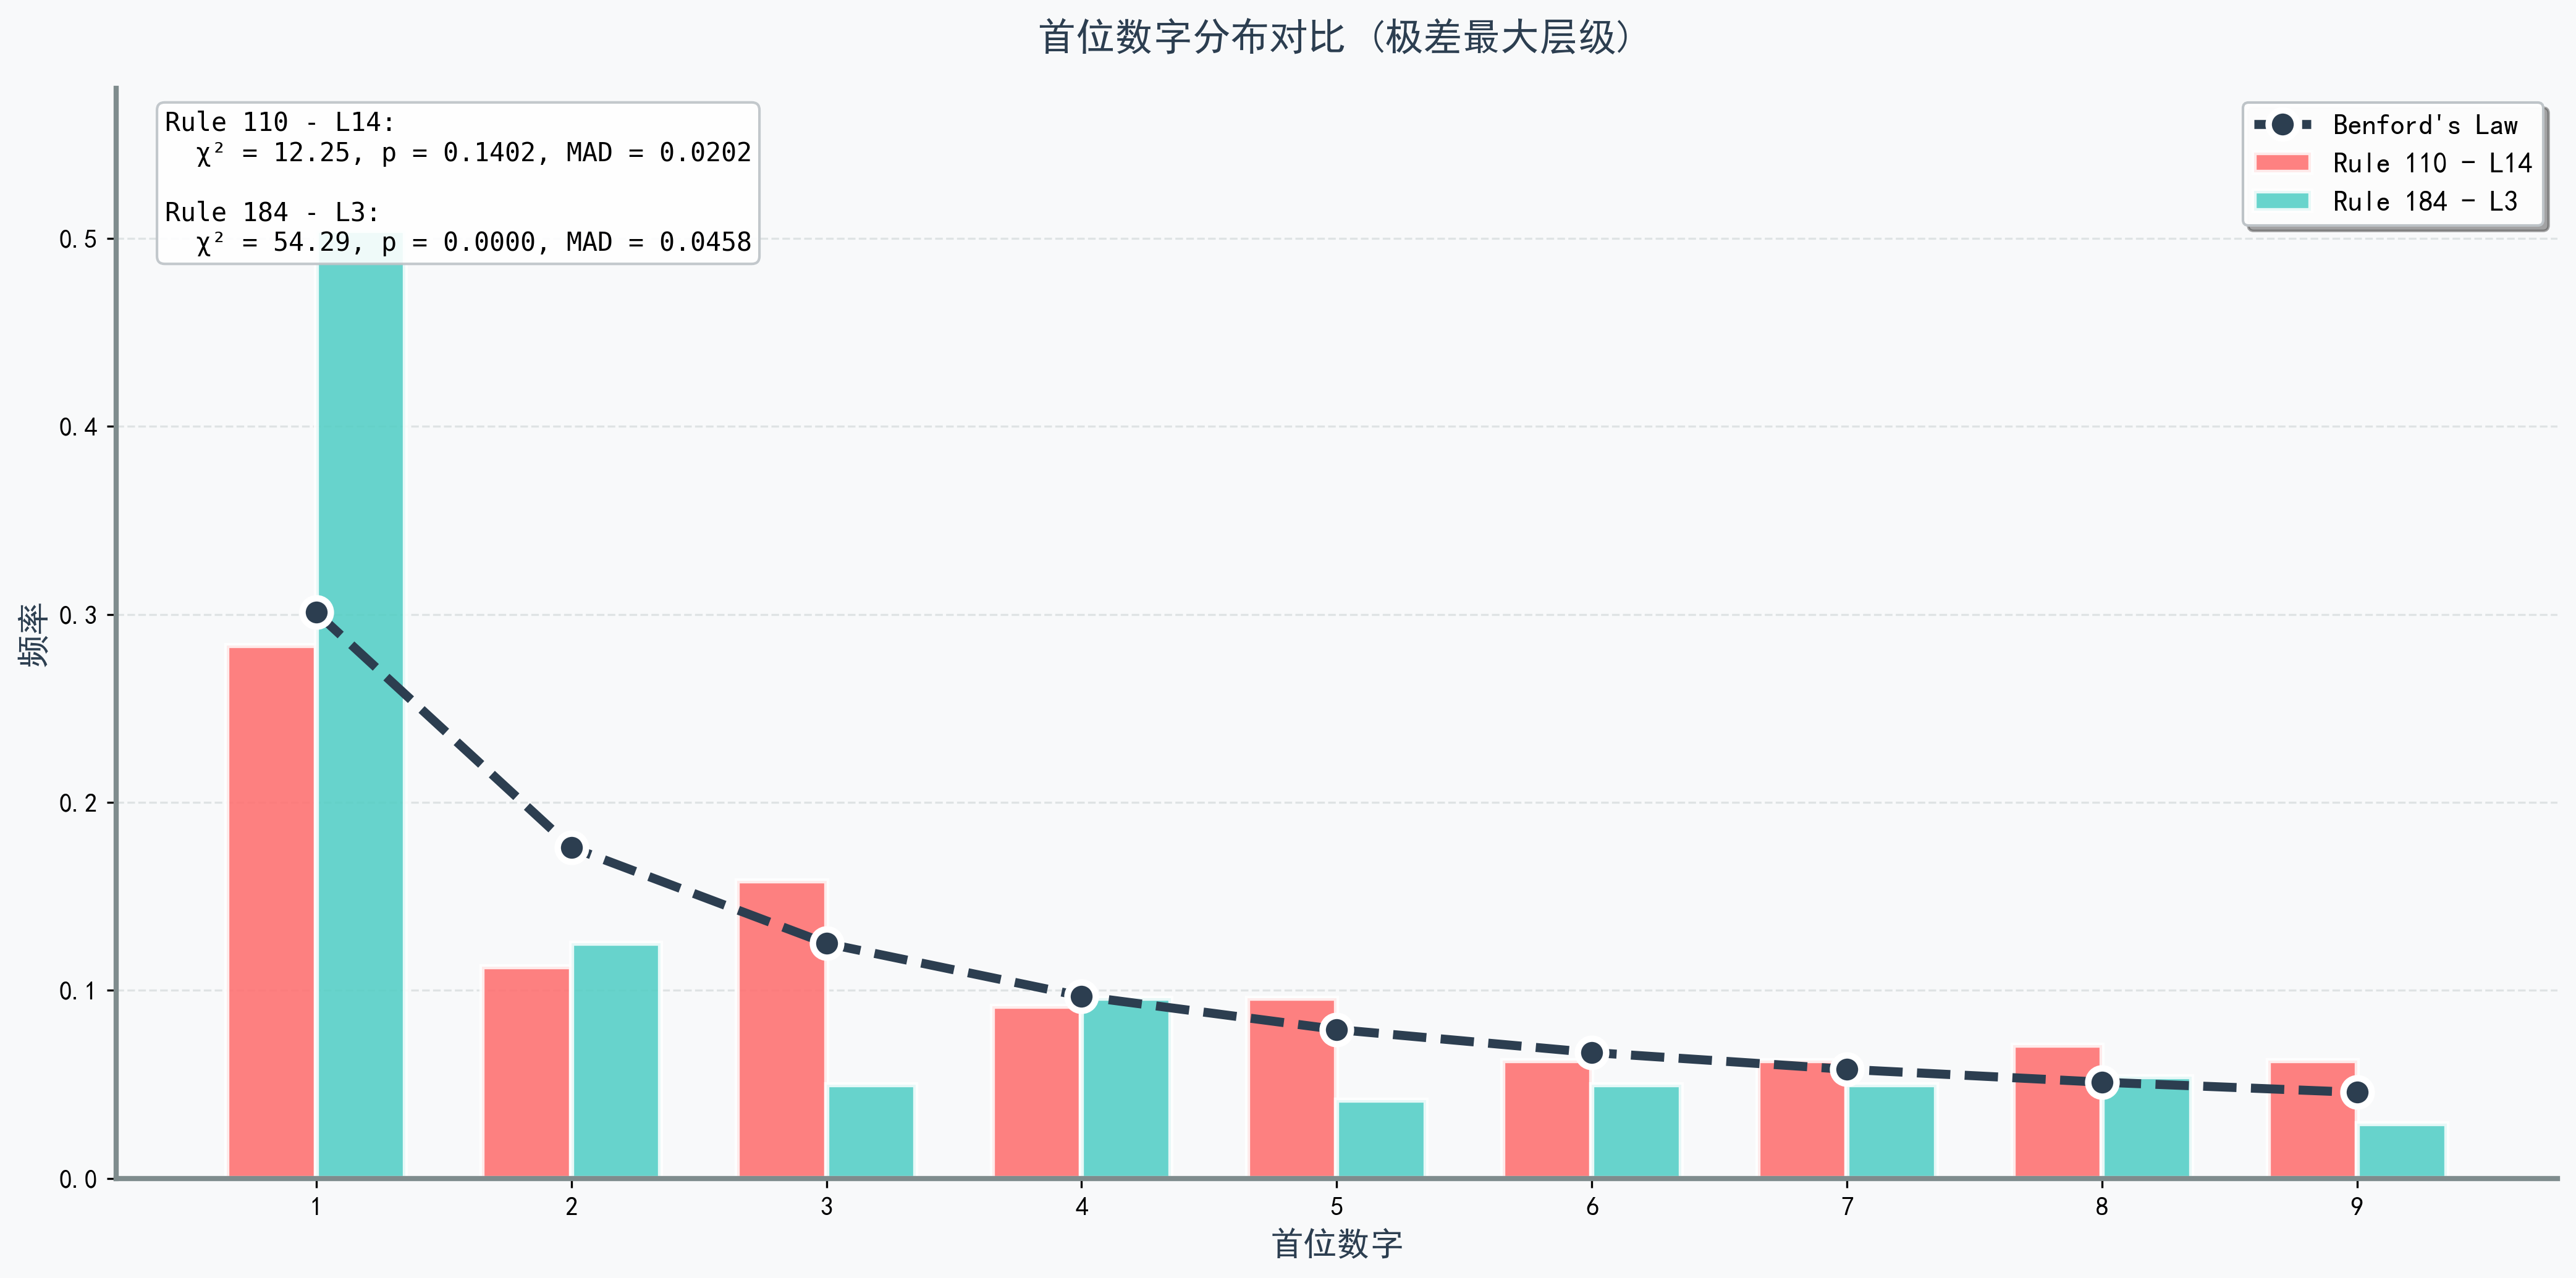 首位数字分布对比 (极差最大层级)
Rule 110 - L14:
χ² = 12.25, p = 0.1402, MAD = 0.0202
Rule 184 - L3:
χ² = 54.29, p = 0.0000, MAD = 0.0458
Benford's Law
Rule 110 - L14
Rule 184 - L3
频率
0.5
0.4
0.3
0.2
0.1
0.0
1 2 3 4 5 6 7 8 9
首位数字